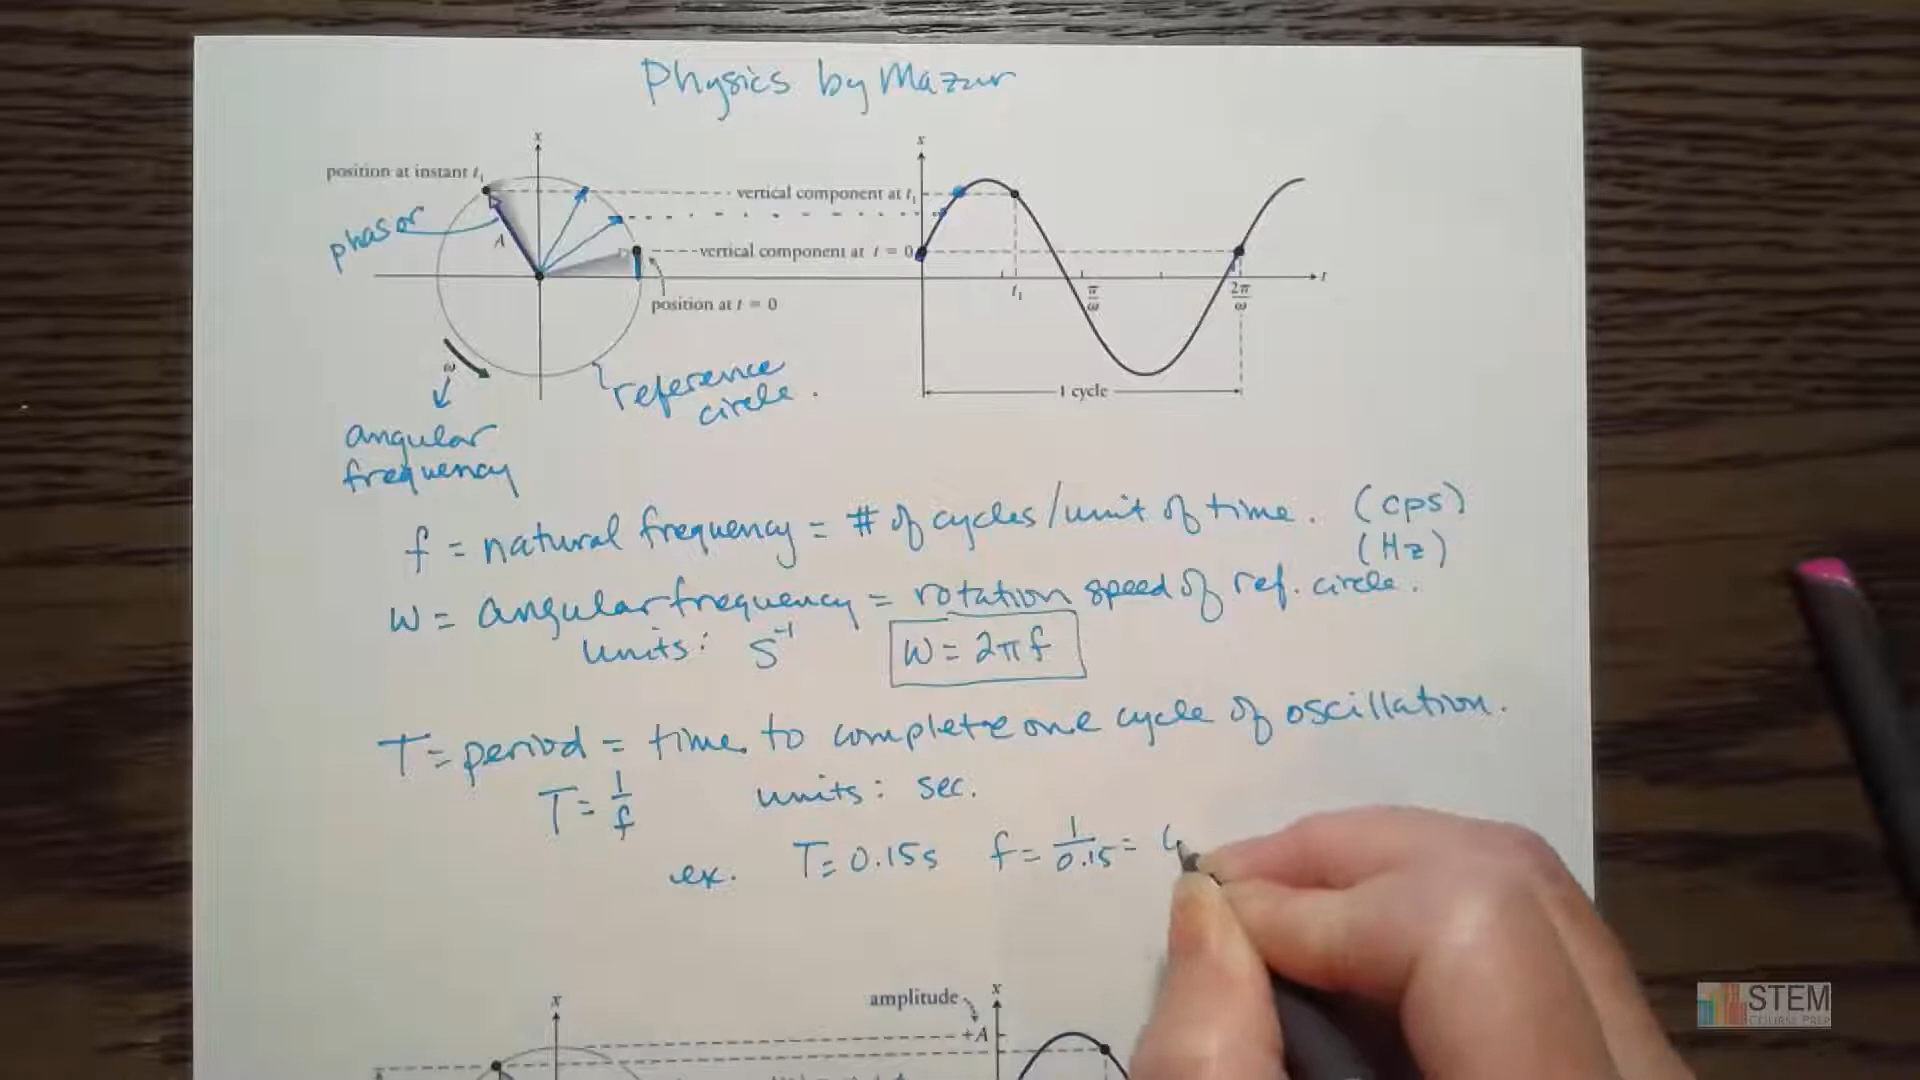 Physics by Mazur
x
x
position at instant t₁
vertical component at t₁
phasor
A
vertical component at t = 0
t
position at t = 0
t₁
π/ω
2π/ω
ω
reference
circle.
1 cycle
angular
frequency
f = natural frequency = # of cycles/unit of time. (cps)
(Hz)
w = angular frequency = rotation speed of ref. circle.
units: s⁻¹ w = 2πf
T = period = time to complete one cycle of oscillation.
T = 1/f units: sec.
ex. T = 0.15s f = 1/0.15 =
x
amplitude
x
+A
STEM
COURSE PREP